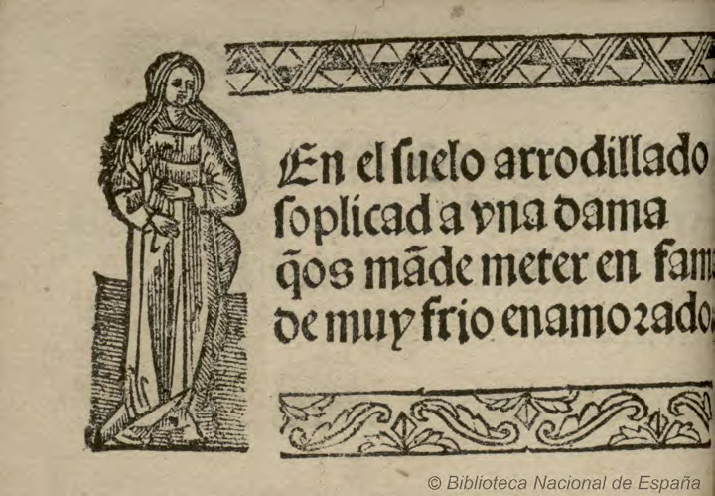 En el ſuelo arrodillado
ſoplicad a vna dama
q̃os mãde meter en fam
de muy frio enamorado.
© Biblioteca Nacional de España